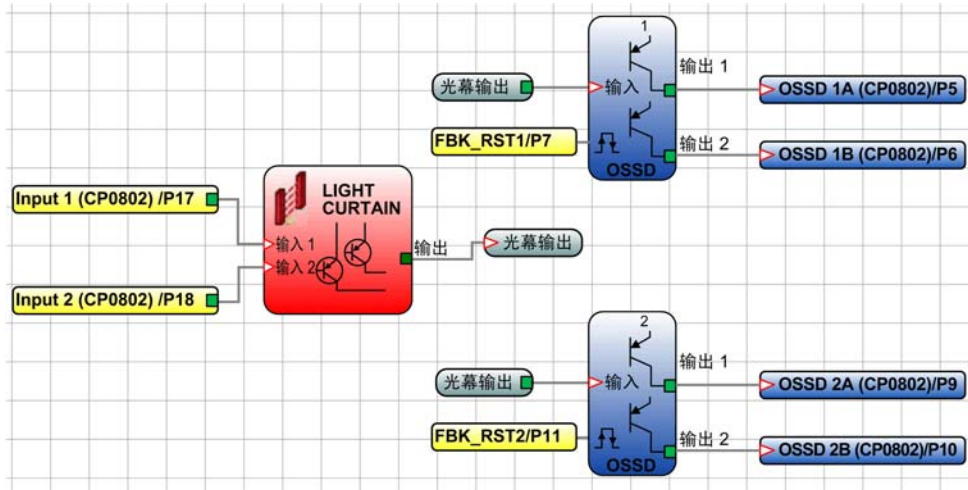 Input 1 (CP0802) /P17
Input 2 (CP0802) /P18
LIGHT
CURTAIN
输入 1
输入 2
输出
光幕输出
1
光幕输出
输入
输出 1
OSSD 1A (CP0802)/P5
FBK_RST1/P7
输出 2
OSSD 1B (CP0802)/P6
OSSD
2
光幕输出
输入
输出 1
OSSD 2A (CP0802)/P9
FBK_RST2/P11
输出 2
OSSD 2B (CP0802)/P10
OSSD